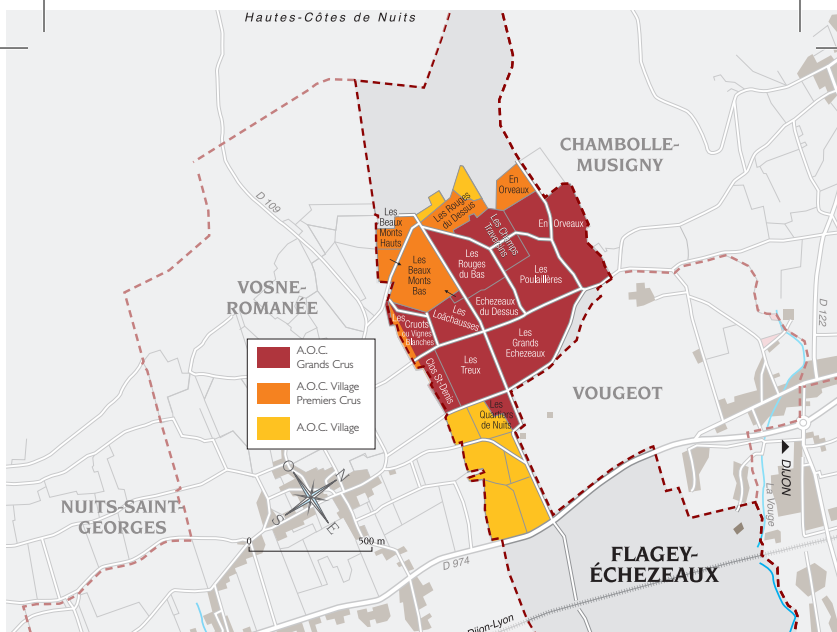 Hautes-Côtes de Nuits
CHAMBOLLE-
MUSIGNY
En
Orveaux
Les Rouges
du Dessus
Les
Beaux
Monts
Hauts
Les Champs
Traversins
En Orveaux
D 109
Les
Rouges
du Bas
Les
Beaux
Monts
Bas
Les
Poulaillères
VOSNE-
ROMANÉE
Echezeaux
du Dessus
Les
Loâchausses
Les
Cruots
ou Vignes
Blanches
Les
Grands
Echezeaux
D 122
A.O.C.
Grands Crus
A.O.C. Village
Premiers Crus
A.O.C. Village
Les
Treux
Clos St-Denis
VOUGEOT
Les
Quartiers
de Nuits
O
N
S
E
DIJON
La Vouge
NUITS-SAINT-
GEORGES
0
500 m
D 974
FLAGEY-
ÉCHEZEAUX
Dijon-Lyon